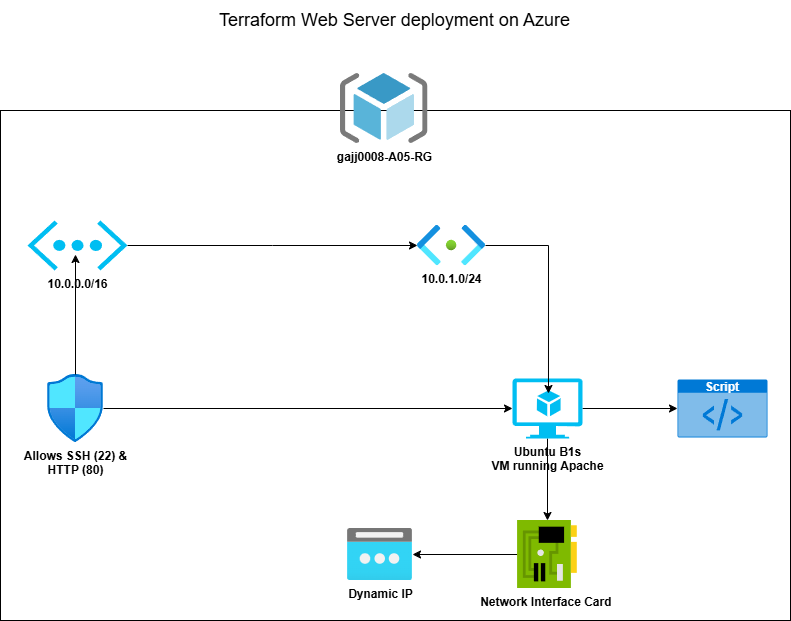 Terraform Web Server deployment on Azure
gajj0008-A05-RG
10.0.0.0/16
10.0.1.0/24
Script
</>
Allows SSH (22) &
HTTP (80)
Ubuntu B1s
VM running Apache
Dynamic IP
Network Interface Card